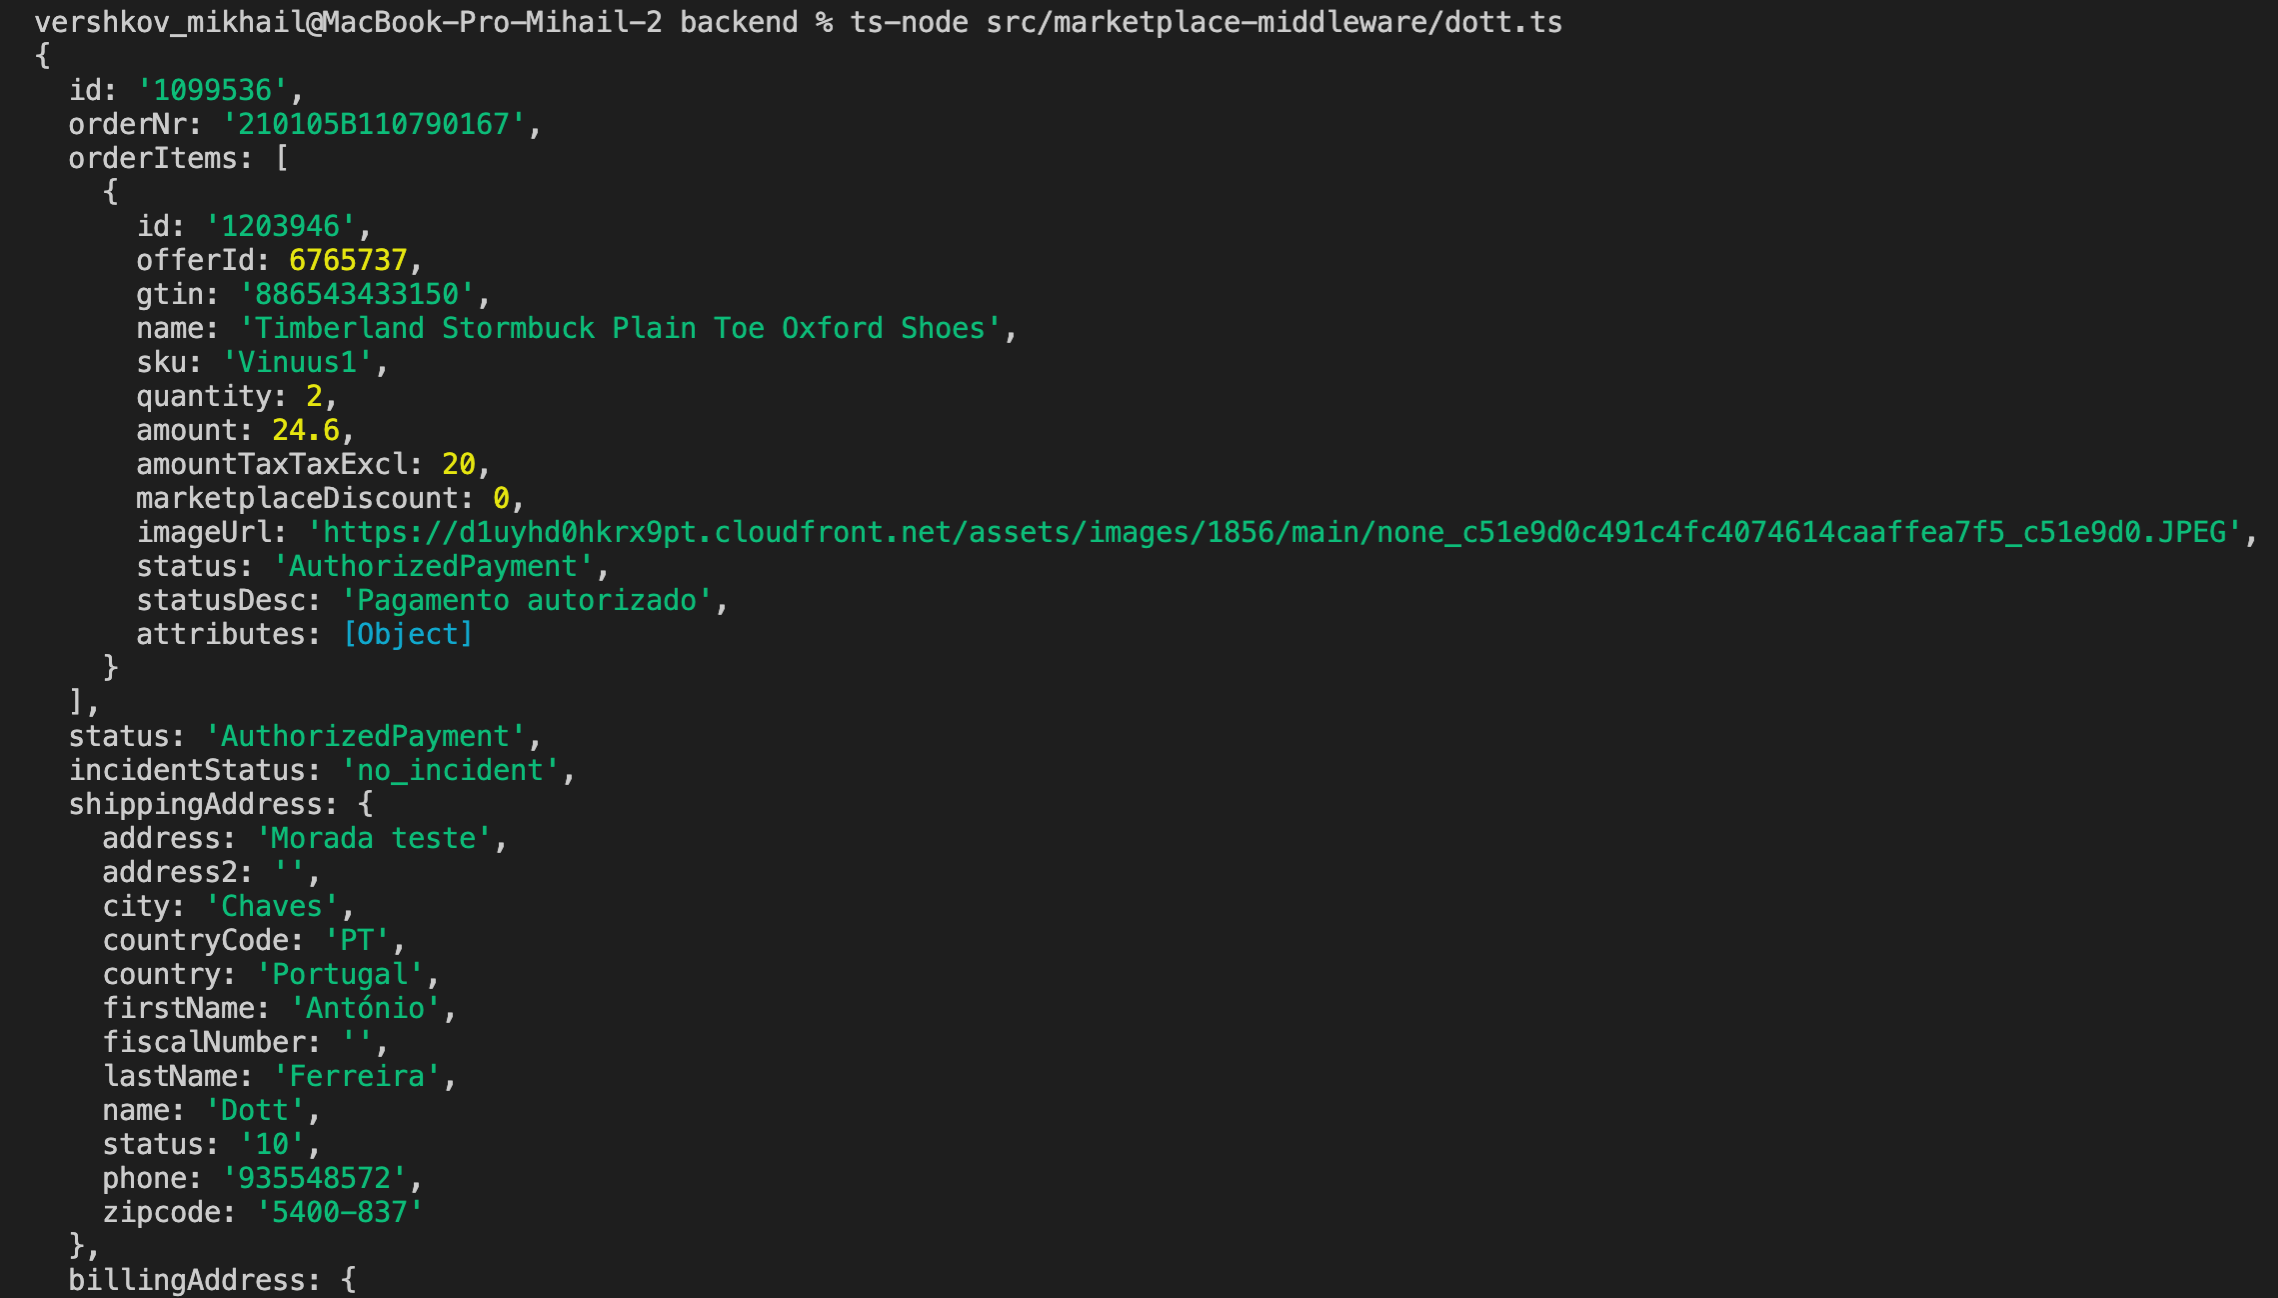 vershkov_mikhail@MacBook-Pro-Mihail-2 backend % ts-node src/marketplace-middleware/dott.ts
{
  id: '1099536',
  orderNr: '210105B110790167',
  orderItems: [
    {
      id: '1203946',
      offerId: 6765737,
      gtin: '886543433150',
      name: 'Timberland Stormbuck Plain Toe Oxford Shoes',
      sku: 'Vinuus1',
      quantity: 2,
      amount: 24.6,
      amountTaxTaxExcl: 20,
      marketplaceDiscount: 0,
      imageUrl: 'https://d1uyhd0hkrx9pt.cloudfront.net/assets/images/1856/main/none_c51e9d0c491c4fc4074614caaffea7f5_c51e9d0.JPEG',
      status: 'AuthorizedPayment',
      statusDesc: 'Pagamento autorizado',
      attributes: [Object]
    }
  ],
  status: 'AuthorizedPayment',
  incidentStatus: 'no_incident',
  shippingAddress: {
    address: 'Morada teste',
    address2: '',
    city: 'Chaves',
    countryCode: 'PT',
    country: 'Portugal',
    firstName: 'António',
    fiscalNumber: '',
    lastName: 'Ferreira',
    name: 'Dott',
    status: '10',
    phone: '935548572',
    zipcode: '5400-837'
  },
  billingAddress: {